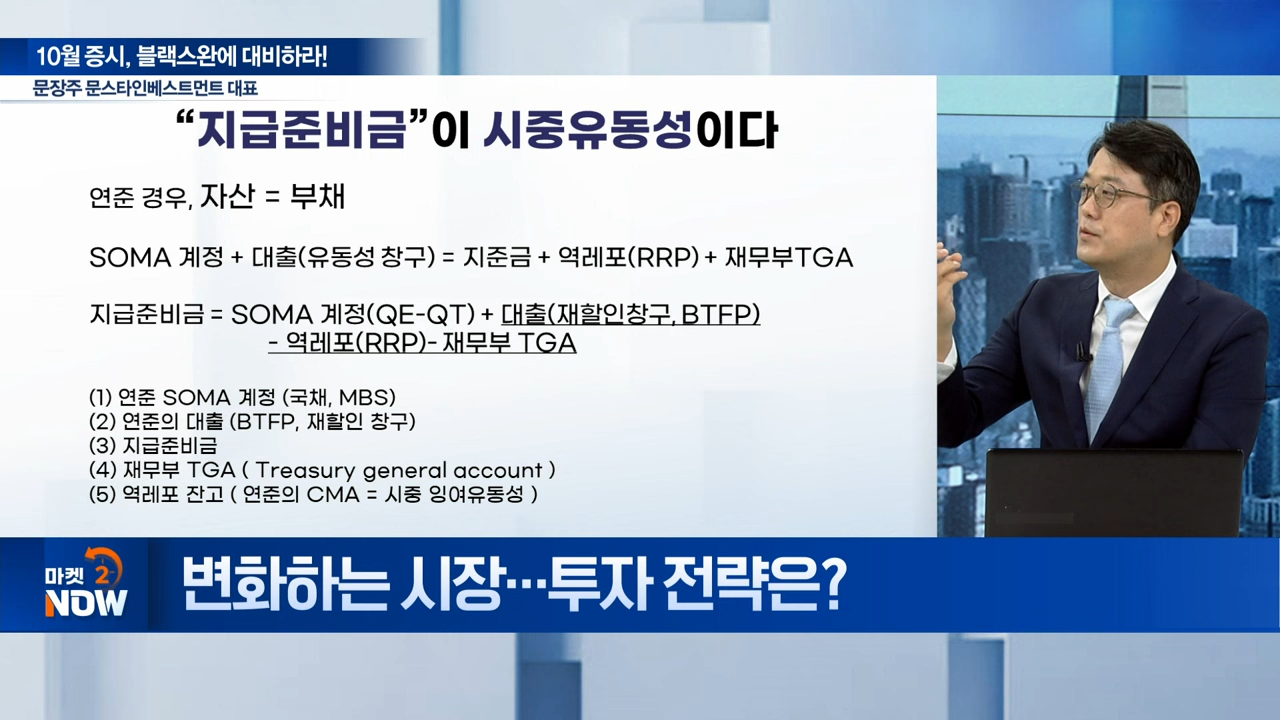 10월 증시, 블랙스완에 대비하라!
문장주 문스타인베스트먼트 대표
“지급준비금”이 시중유동성이다
연준 경우, 자산 = 부채
SOMA 계정 + 대출(유동성 창구) = 지준금 + 역레포(RRP) + 재무부TGA
지급준비금 = SOMA 계정(QE-QT) + 대출(재할인창구, BTFP)
- 역레포(RRP)- 재무부 TGA
(1) 연준 SOMA 계정 (국채, MBS)
(2) 연준의 대출 (BTFP, 재할인 창구)
(3) 지급준비금
(4) 재무부 TGA ( Treasury general account )
(5) 역레포 잔고 ( 연준의 CMA = 시중 잉여유동성 )
마켓 2
NOW
변화하는 시장…투자 전략은?